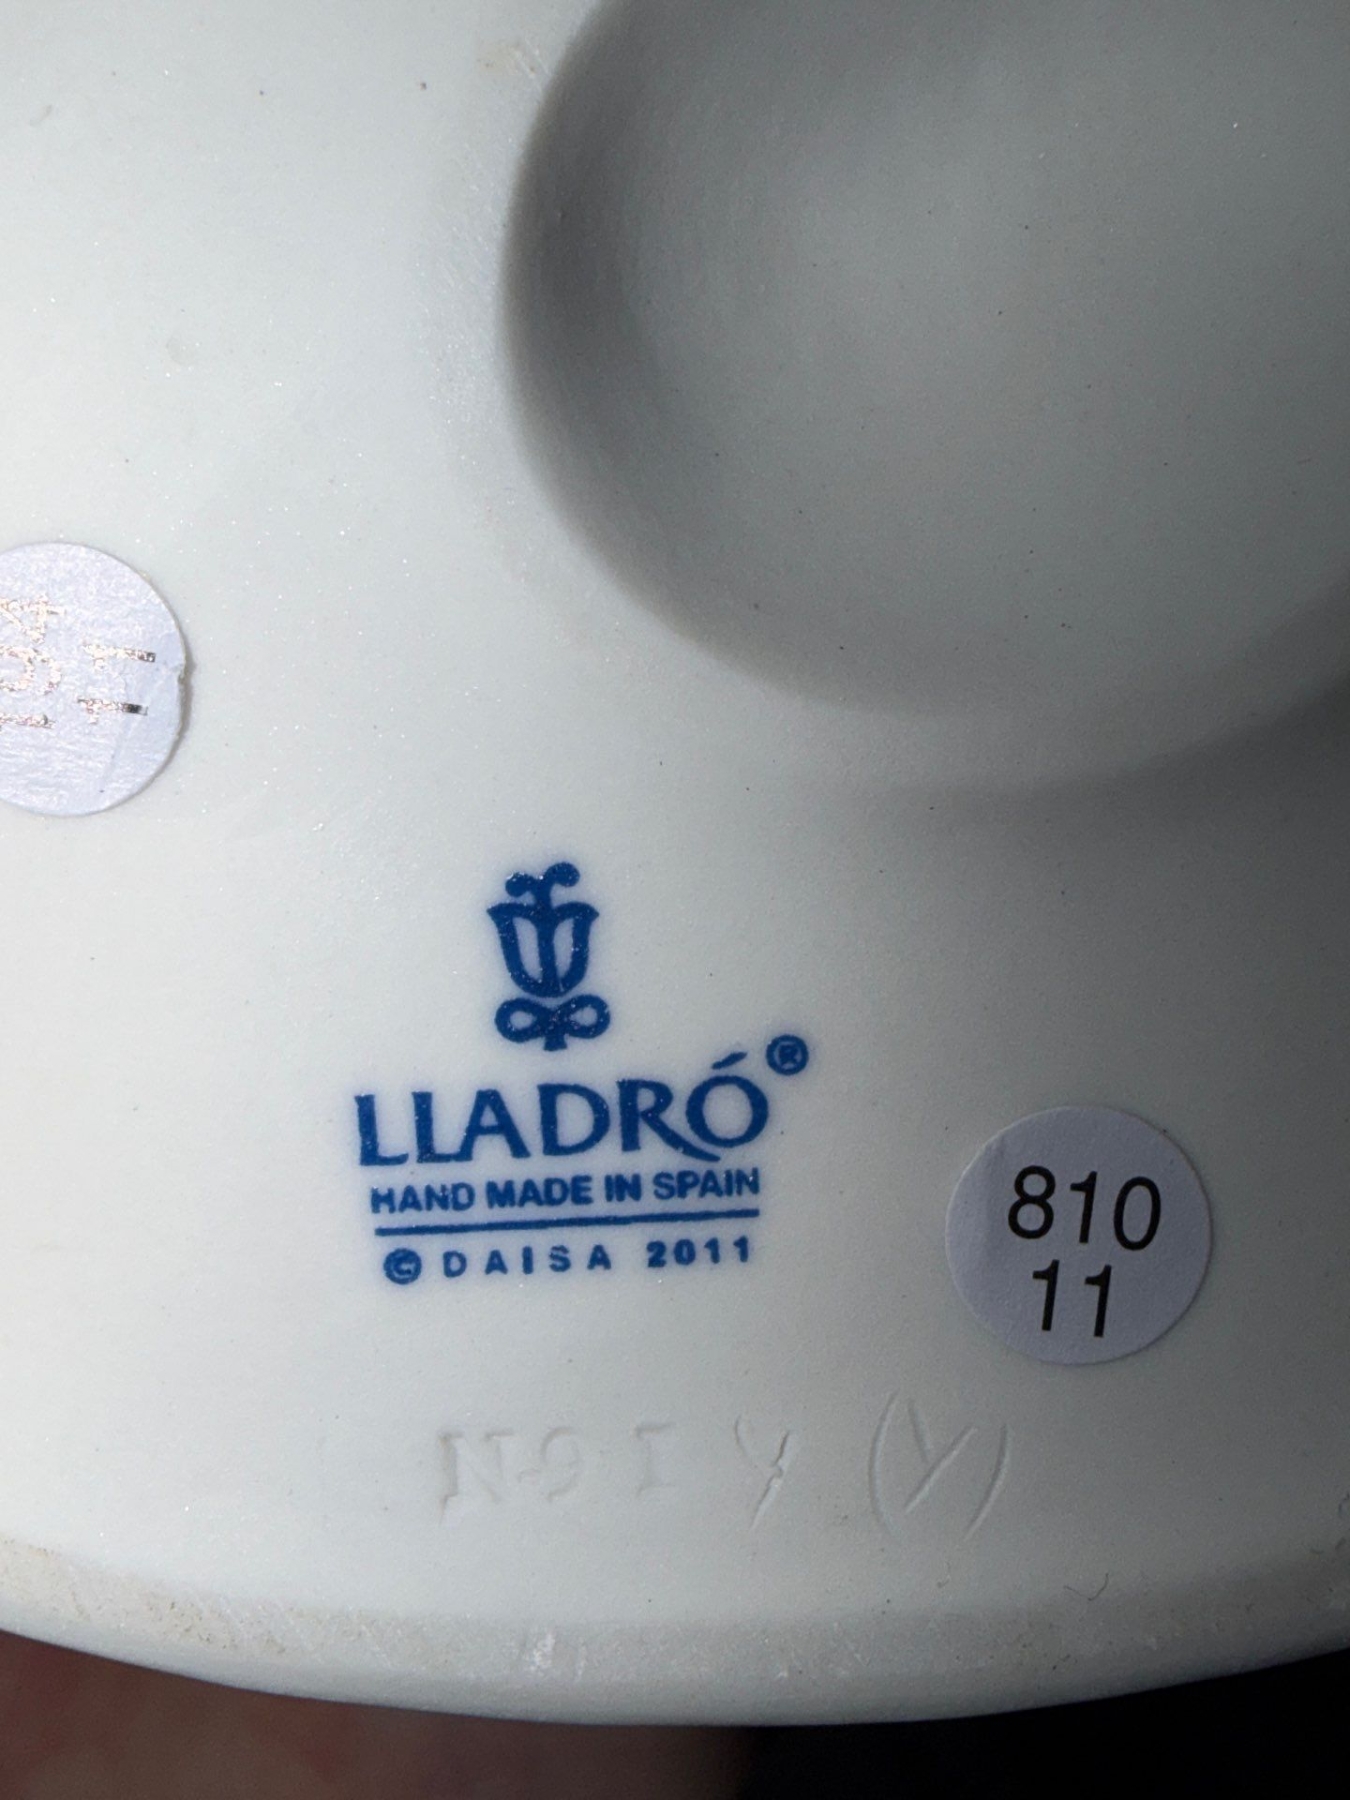 LLADRÓ®
HAND MADE IN SPAIN
© DAISA 2011
810
11